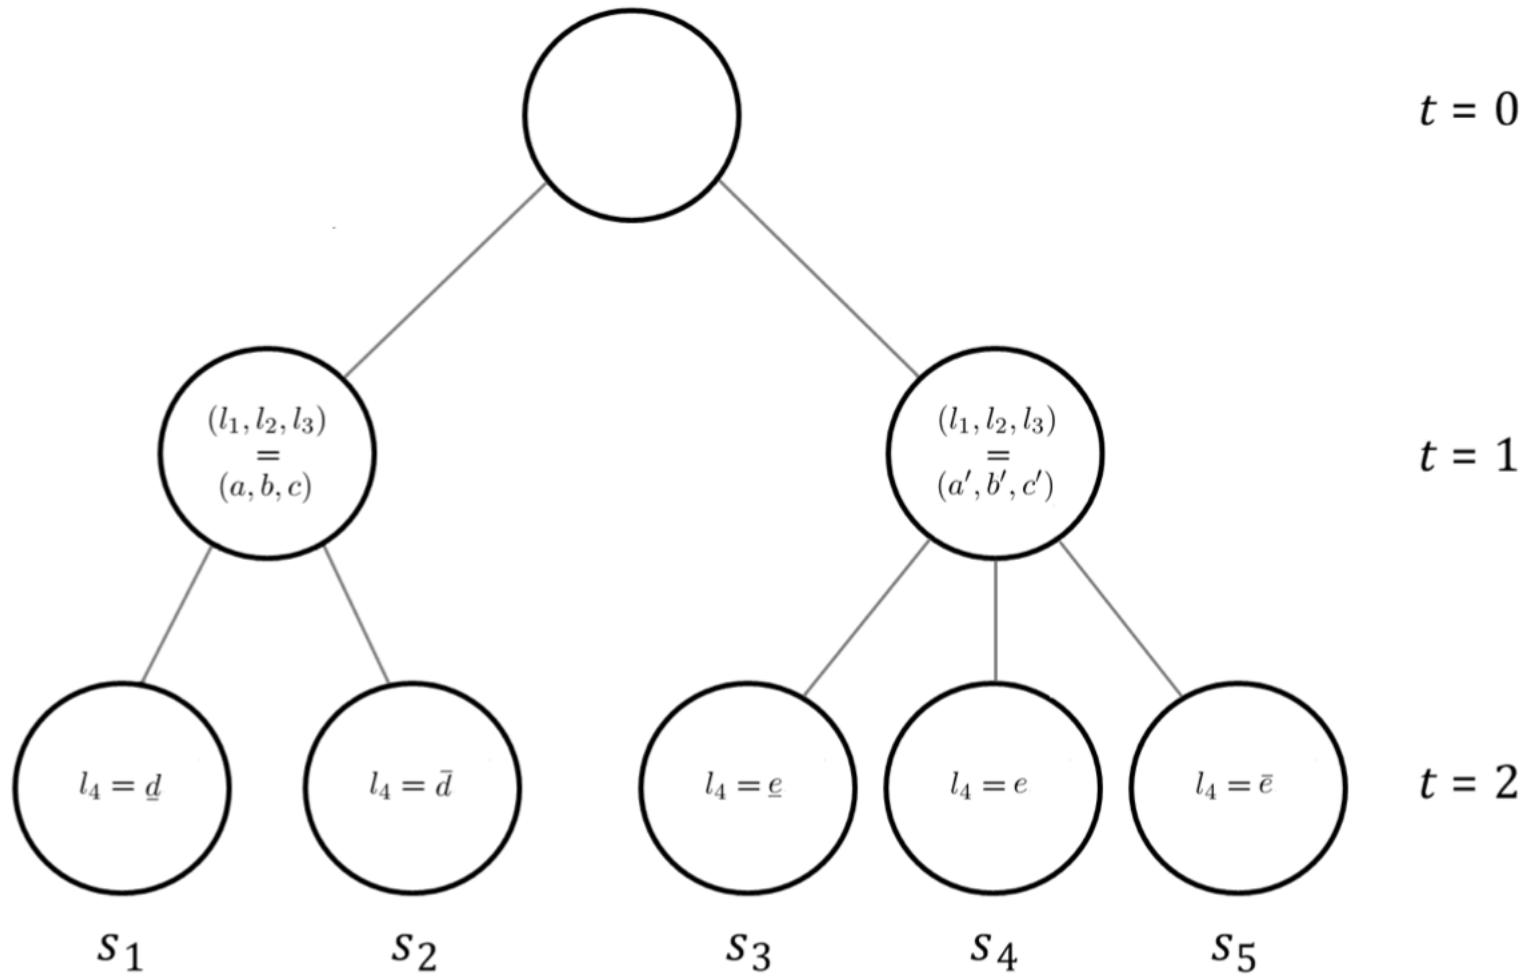 t = 0
(l₁, l₂, l₃)
=
(a, b, c)
(l₁, l₂, l₃)
=
(a′, b′, c′)
t = 1
l₄ = d̲
l₄ = d̄
l₄ = e̲
l₄ = e
l₄ = ē
t = 2
s₁
s₂
s₃
s₄
s₅